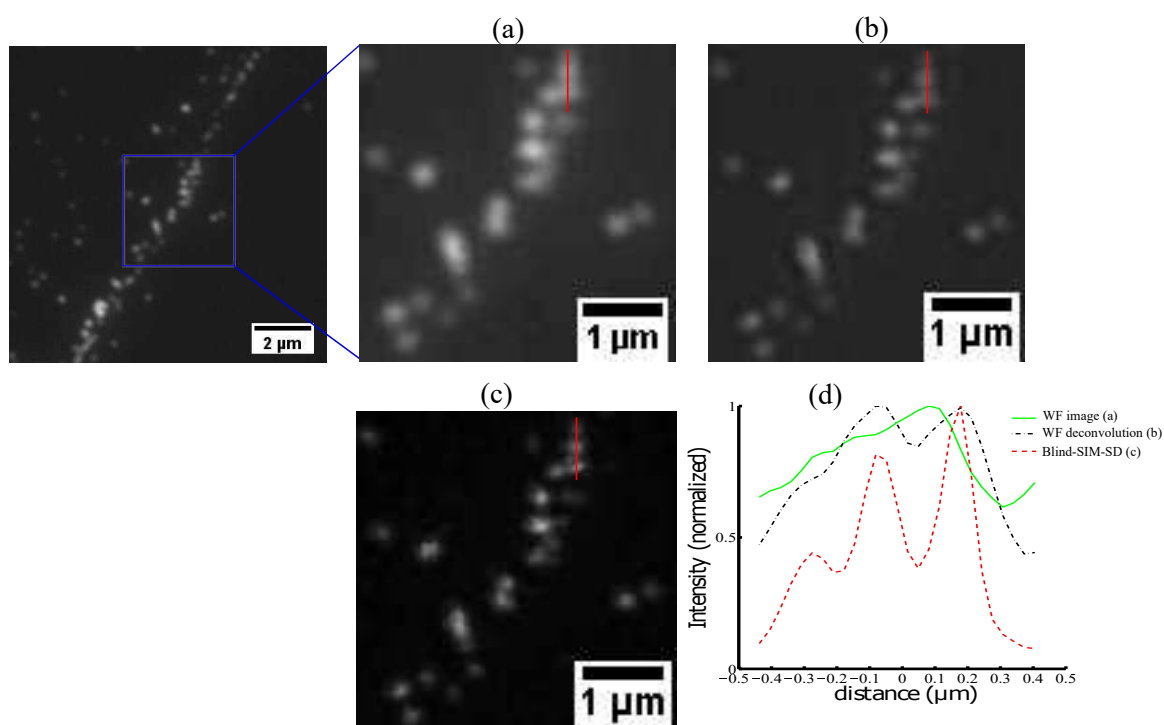 (a)
(b)
2 µm
1 µm
1 µm
(c)
1 µm
(d)
WF image (a)
WF deconvolution (b)
Blind-SIM-SD (c)
Intensity (normalized)
1
0.5
0
−0.5 −0.4 −0.3 −0.2 −0.1 0 0.1 0.2 0.3 0.4 0.5
distance (µm)